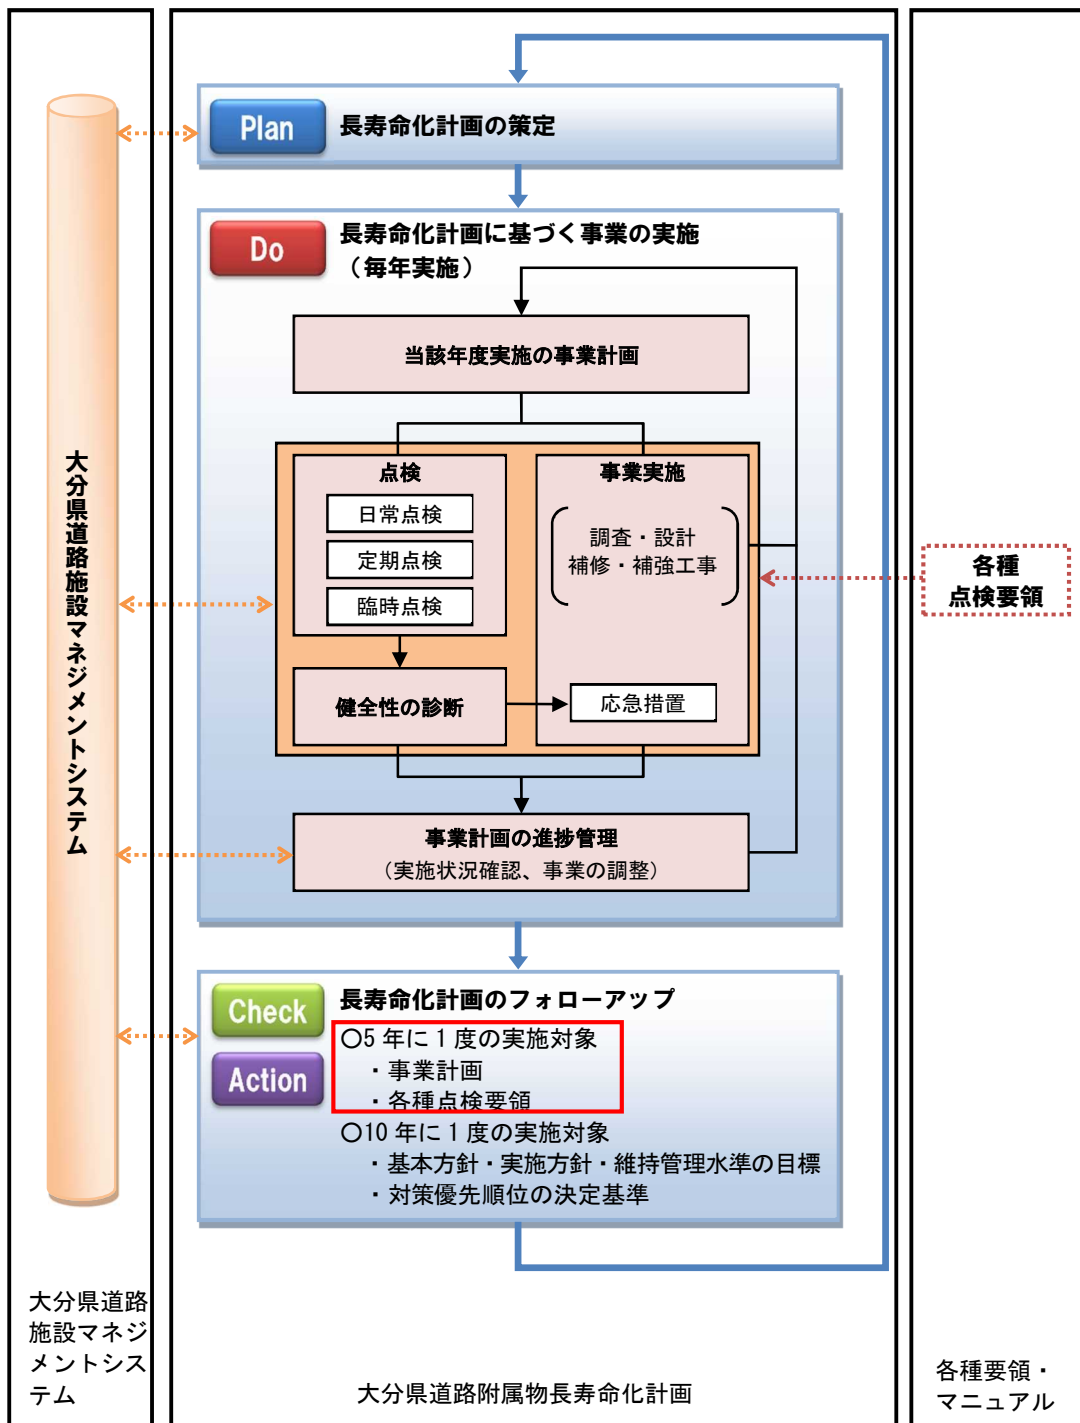 Plan
長寿命化計画の策定
Do
長寿命化計画に基づく事業の実施
(毎年実施)
当該年度実施の事業計画
点検
日常点検
定期点検
臨時点検
健全性の診断
事業実施
調査・設計
補修・補強工事
応急措置
事業計画の進捗管理
(実施状況確認、事業の調整)
Check
Action
長寿命化計画のフォローアップ
〇5年に1度の実施対象
・事業計画
・各種点検要領
〇10年に1度の実施対象
・基本方針・実施方針・維持管理水準の目標
・対策優先順位の決定基準
大分県道路施設マネジメントシステム
各種
点検要領
大分県道路
施設マネジ
メントシス
テム
大分県道路附属物長寿命化計画
各種要領・
マニュアル